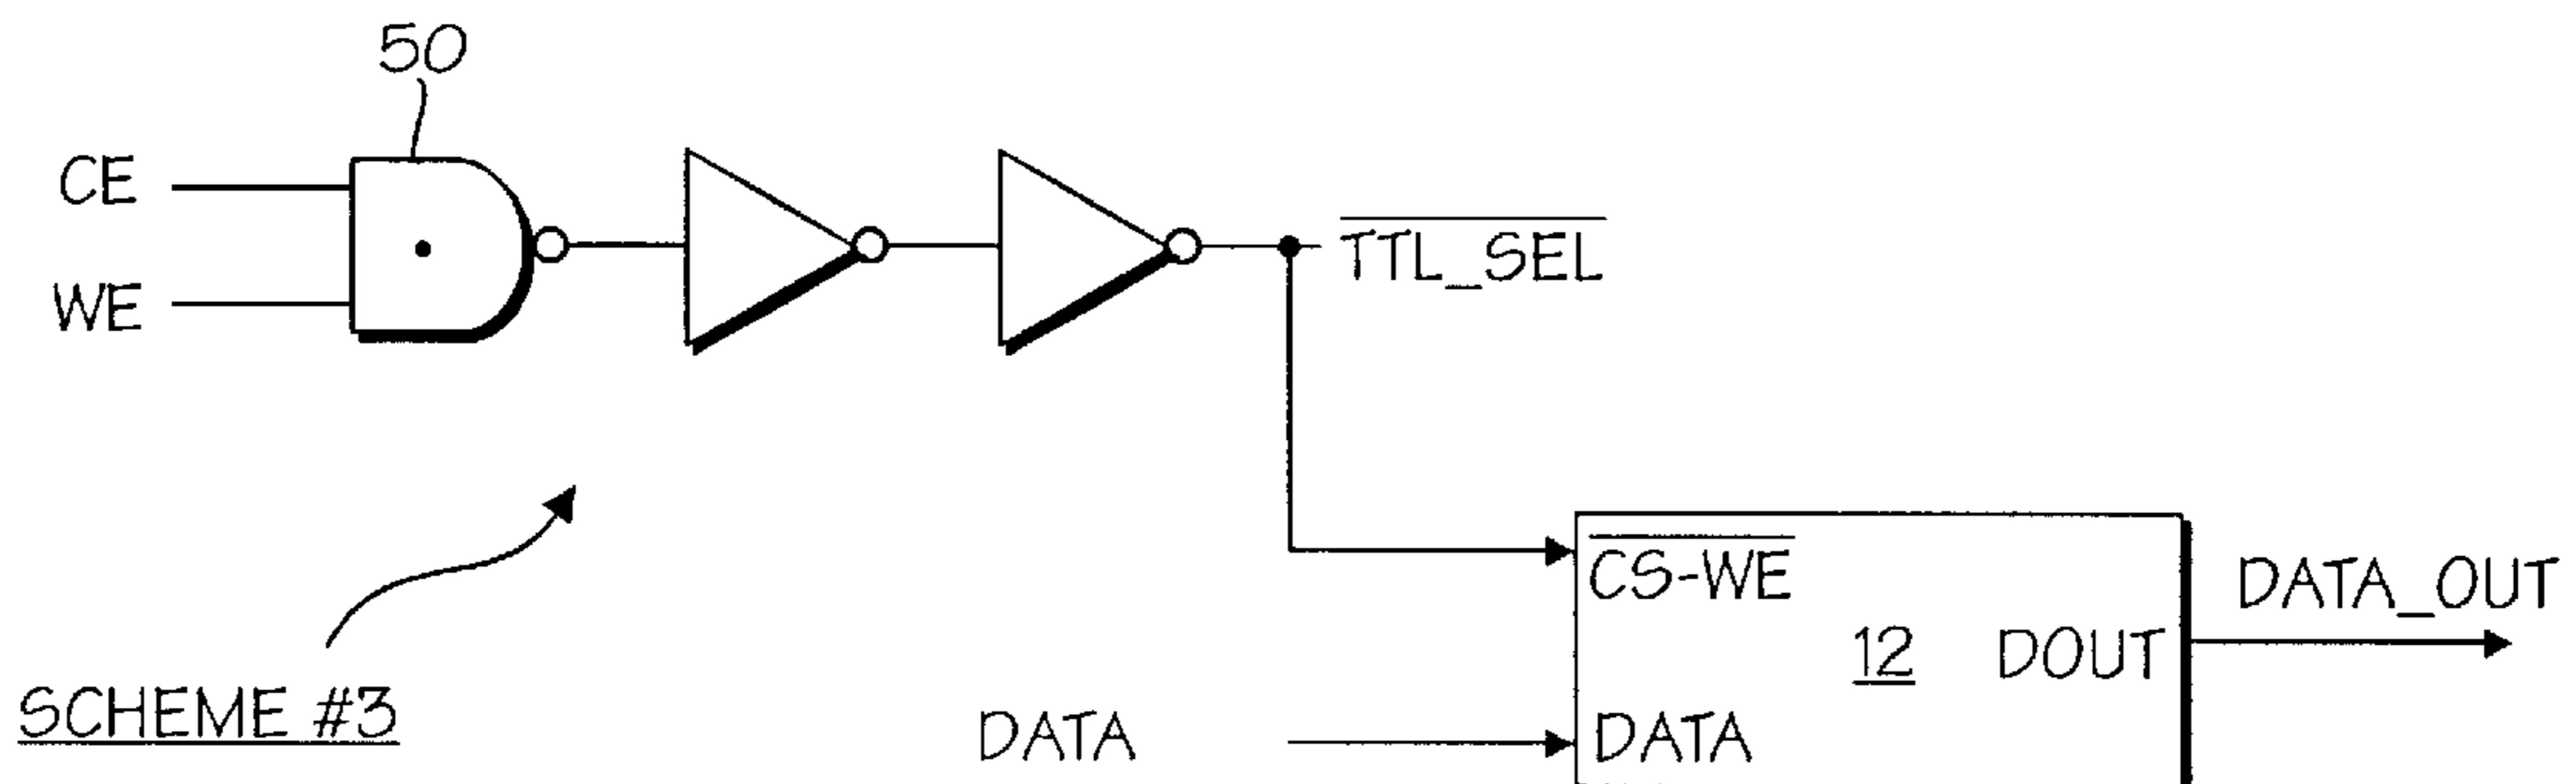 50
CE
WE
TTL_SEL
CS-WE
DATA_OUT
12
DOUT
SCHEME #3
DATA
DATA